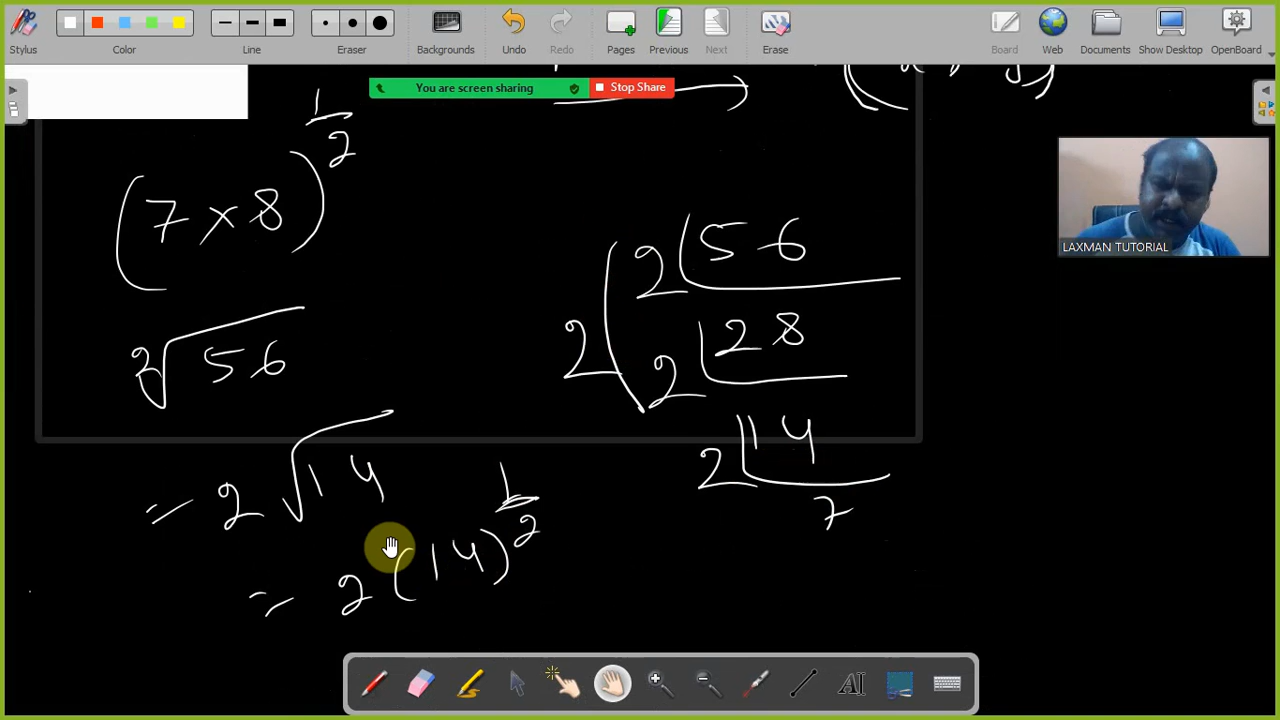 Stylus Color Line Eraser Backgrounds Undo Redo Pages Previous Next Erase Board Web Documents Show Desktop OpenBoard
You are screen sharing Stop Share
(7 × 8)^1/2
LAXMAN TUTORIAL
2 56
2 2 28
2√56
2 14
7
= 2 √14
= 2 (14)^1/2
AI